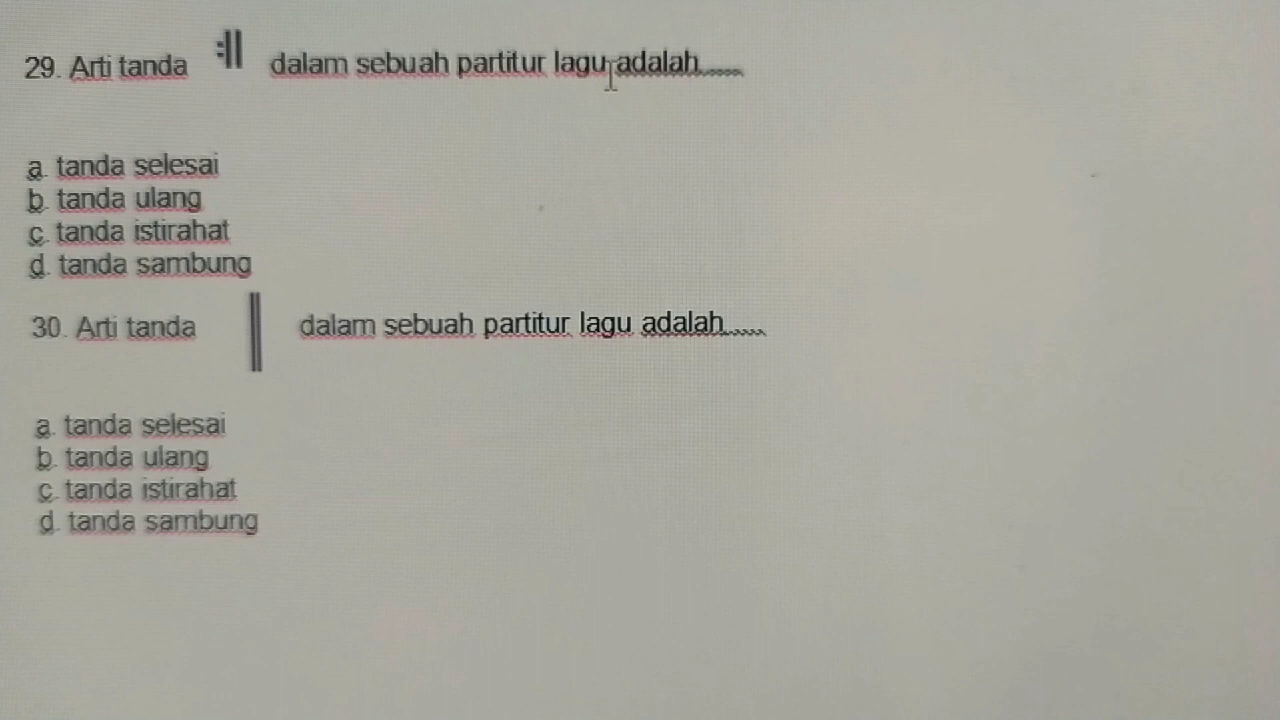 29. Arti tanda :|| dalam sebuah partitur lagu adalah......
a. tanda selesai
b. tanda ulang
c. tanda istirahat
d. tanda sambung
30. Arti tanda || dalam sebuah partitur lagu adalah......
a. tanda selesai
b. tanda ulang
c. tanda istirahat
d. tanda sambung